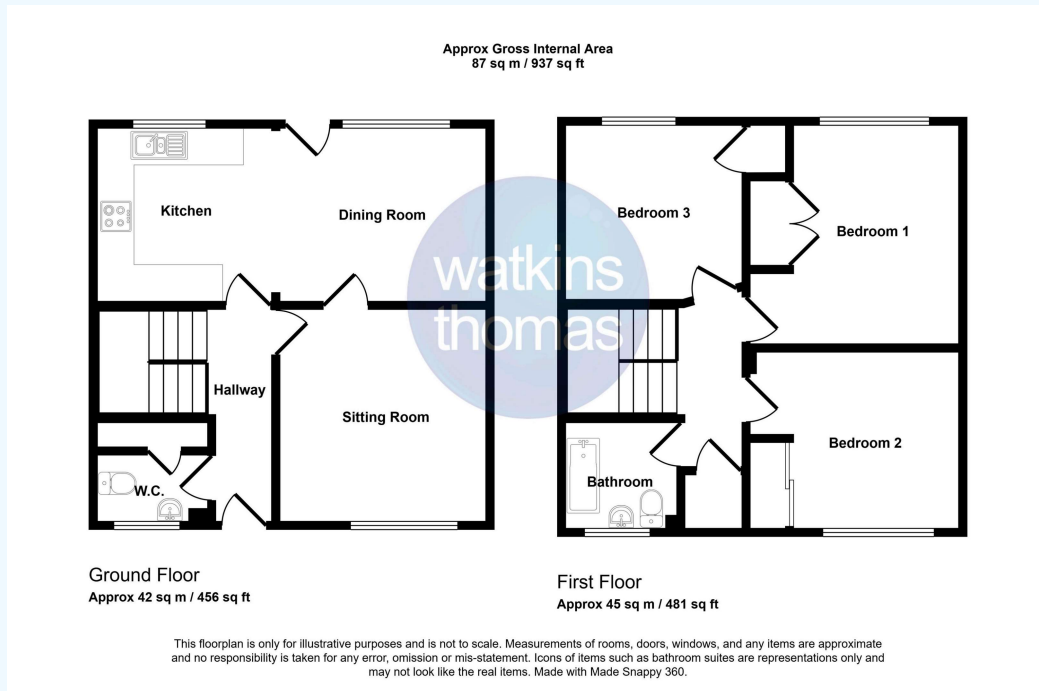 Approx Gross Internal Area
87 sq m / 937 sq ft
Kitchen
Dining Room
Hallway
Sitting Room
W.C.
Bedroom 3
Bedroom 1
watkins
thomas
Bedroom 2
Bathroom
Ground Floor
Approx 42 sq m / 456 sq ft
First Floor
Approx 45 sq m / 481 sq ft
This floorplan is only for illustrative purposes and is not to scale. Measurements of rooms, doors, windows, and any items are approximate
and no responsibility is taken for any error, omission or mis-statement. Icons of items such as bathroom suites are representations only and
may not look like the real items. Made with Made Snappy 360.